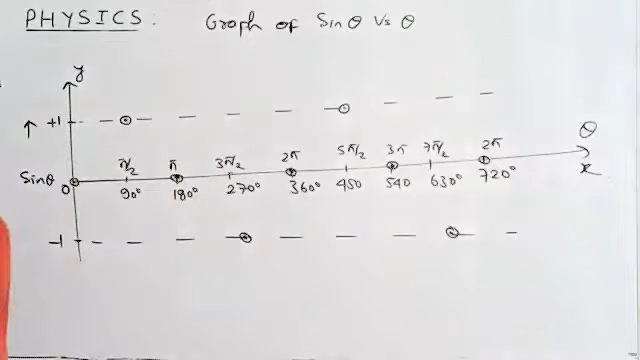 PHYSICS: Graph of Sinθ Vs θ
y
+1
π/2 π 3π/2 2π 5π/2 3π 7π/2 2π θ
Sinθ 0 90° 180° 270° 360° 450 540 630° 720° x
-1